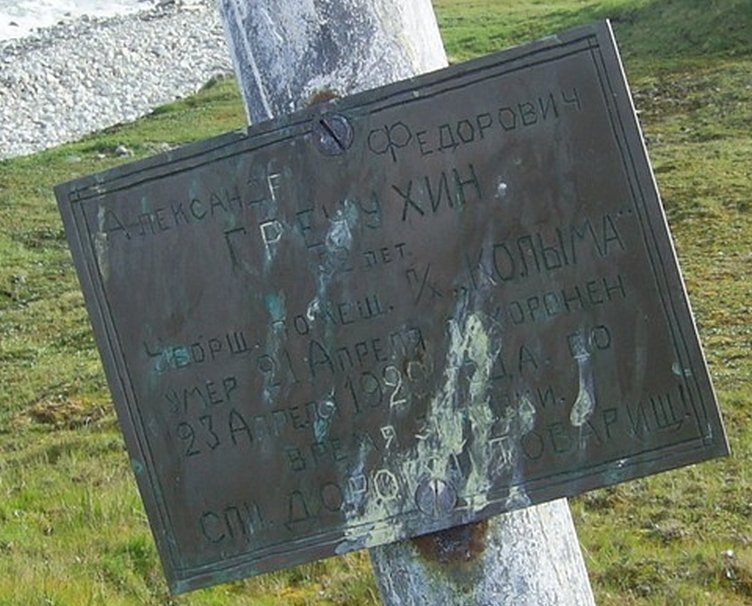 Александр Федорович
Гречухин
52 лет.
Уборщ. помещ. п/х „Колыма"
умер 21 Апреля похоронен
23 Апреля 1929 года. во
время зимовки.
Спи. дорогой товарищ!